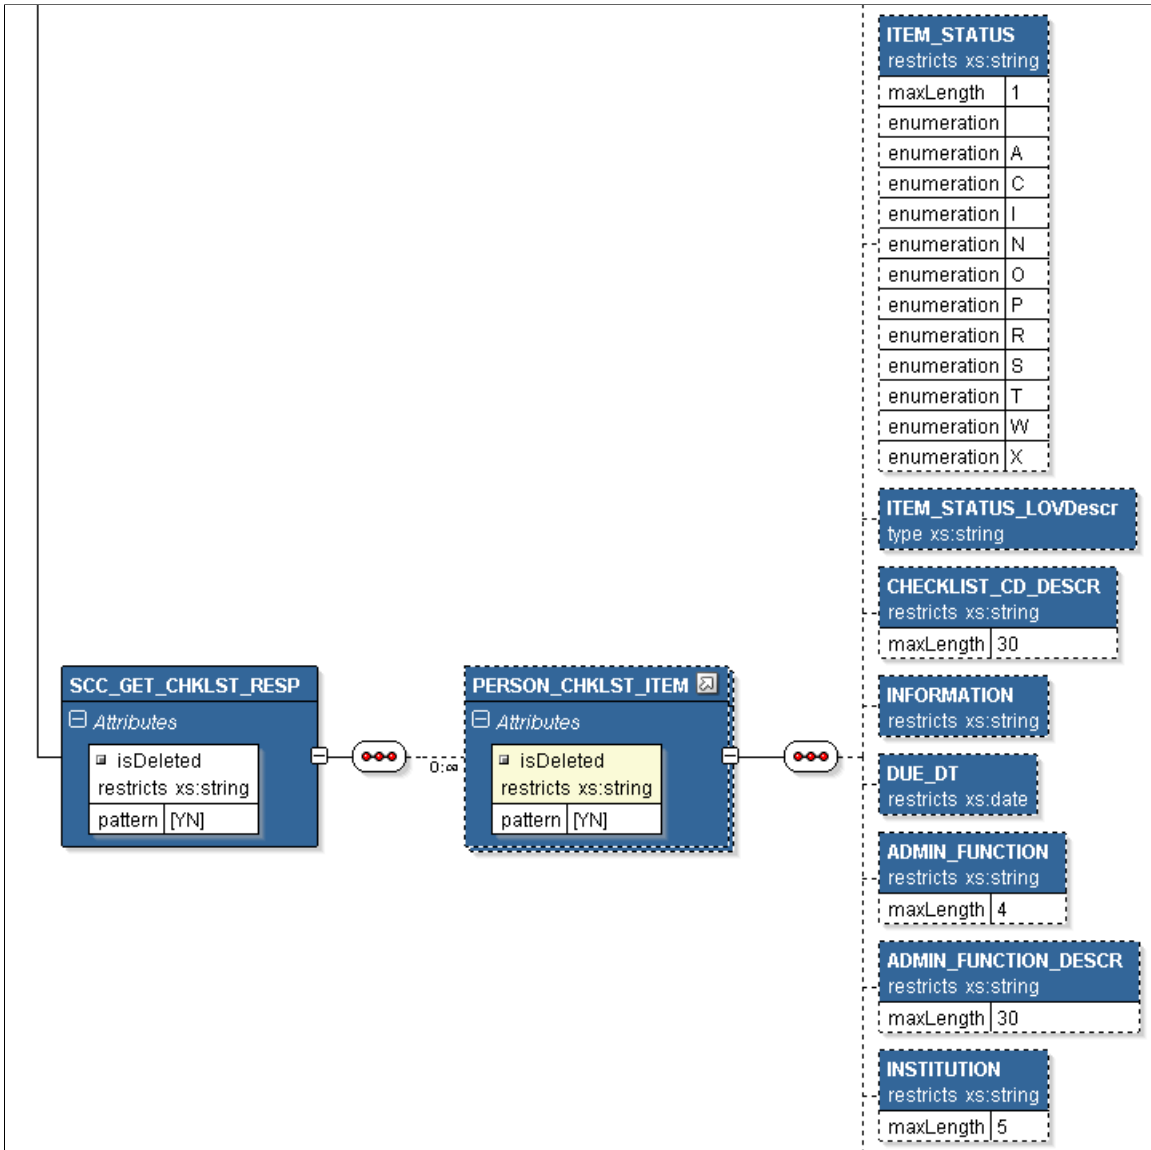 ITEM_STATUS
restricts xs:string
maxLength 1
enumeration
enumeration A
enumeration C
enumeration I
enumeration N
enumeration O
enumeration P
enumeration R
enumeration S
enumeration T
enumeration W
enumeration X
ITEM_STATUS_LOVDescr
type xs:string
CHECKLIST_CD_DESCR
restricts xs:string
maxLength 30
SCC_GET_CHKLST_RESP
Attributes
isDeleted
restricts xs:string
pattern [YN]
0:∞
PERSON_CHKLST_ITEM
Attributes
isDeleted
restricts xs:string
pattern [YN]
INFORMATION
restricts xs:string
DUE_DT
restricts xs:date
ADMIN_FUNCTION
restricts xs:string
maxLength 4
ADMIN_FUNCTION_DESCR
restricts xs:string
maxLength 30
INSTITUTION
restricts xs:string
maxLength 5